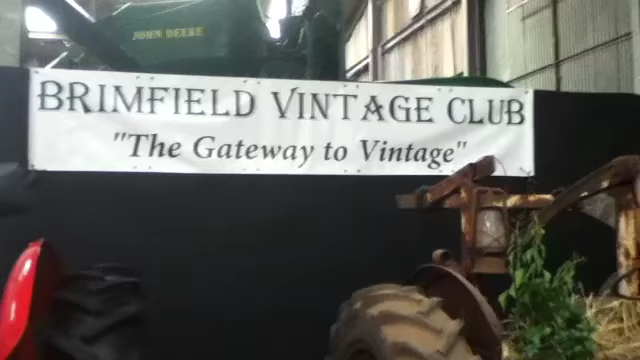 JOHN DEERE
BRIMFIELD VINTAGE CLUB
"The Gateway to Vintage"